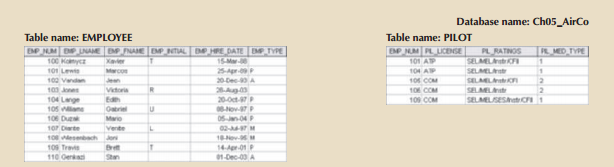 Database name: Ch05_AirCo
Table name: EMPLOYEE
EMP_NUM EMP_LNAME EMP_FNAME EMP_INITIAL EMP_HIRE_DATE EMP_TYPE
100 Kolmycz Xavier T 15-Mar-88
101 Lewis Marcos 25-Apr-89 P
102 Vandam Jean 20-Dec-93 A
103 Jones Victoria R 28-Aug-03
104 Lange Edith 20-Oct-97 P
105 Williams Gabriel U 08-Nov-97 P
106 Duzak Mario 05-Jan-04 P
107 Diante Venite L 02-Jul-97 M
108 Wiesenbach Joni 18-Nov-95 M
109 Travis Brett T 14-Apr-01 P
110 Genkazi Stan 01-Dec-03 A
Table name: PILOT
EMP_NUM PIL_LICENSE PIL_RATINGS PIL_MED_TYPE
101 ATP SEL/MEL/Instr/CFII 1
104 ATP SEL/MEL/Instr 1
105 COM SEL/MEL/Instr/CFI 2
106 COM SEL/MEL/Instr 2
109 COM SEL/MEL/SES/Instr/CFII 1